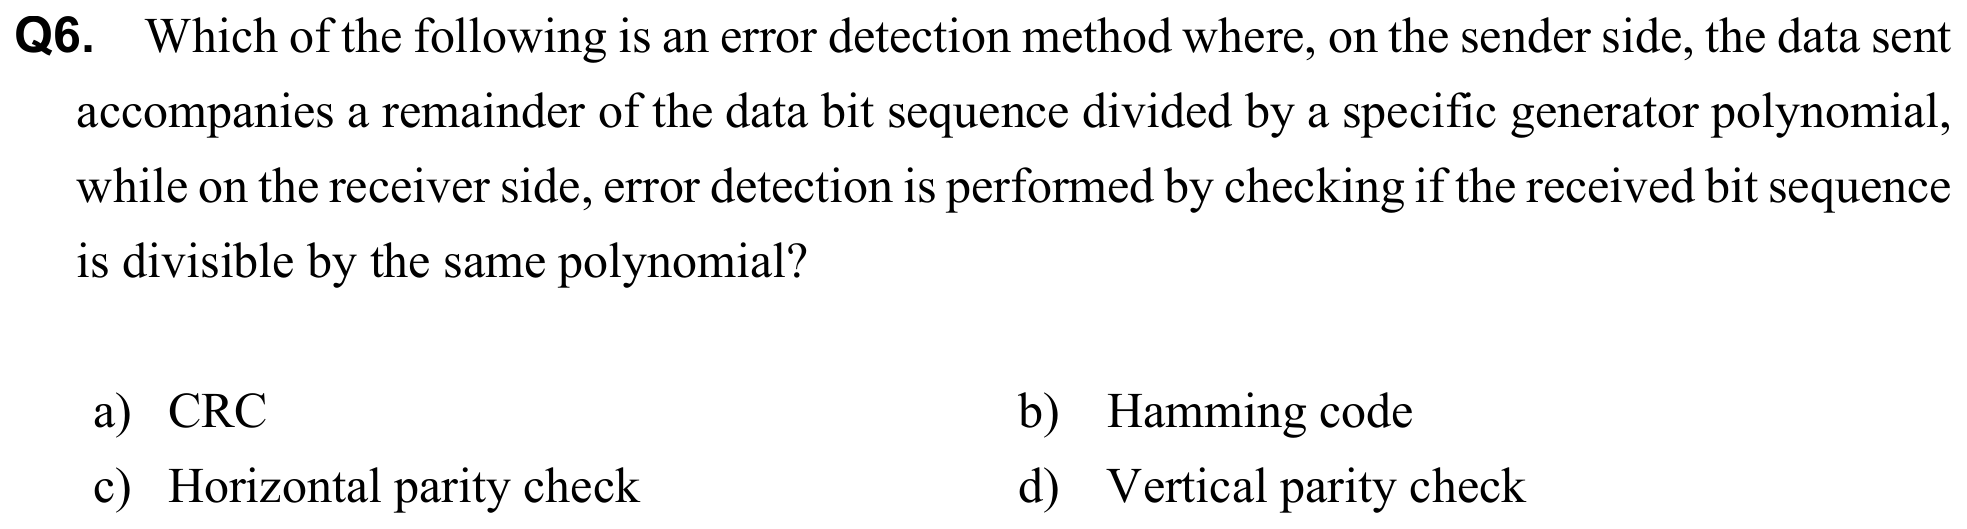 Q6. Which of the following is an error detection method where, on the sender side, the data sent
accompanies a remainder of the data bit sequence divided by a specific generator polynomial,
while on the receiver side, error detection is performed by checking if the received bit sequence
is divisible by the same polynomial?
a) CRC b) Hamming code
c) Horizontal parity check d) Vertical parity check